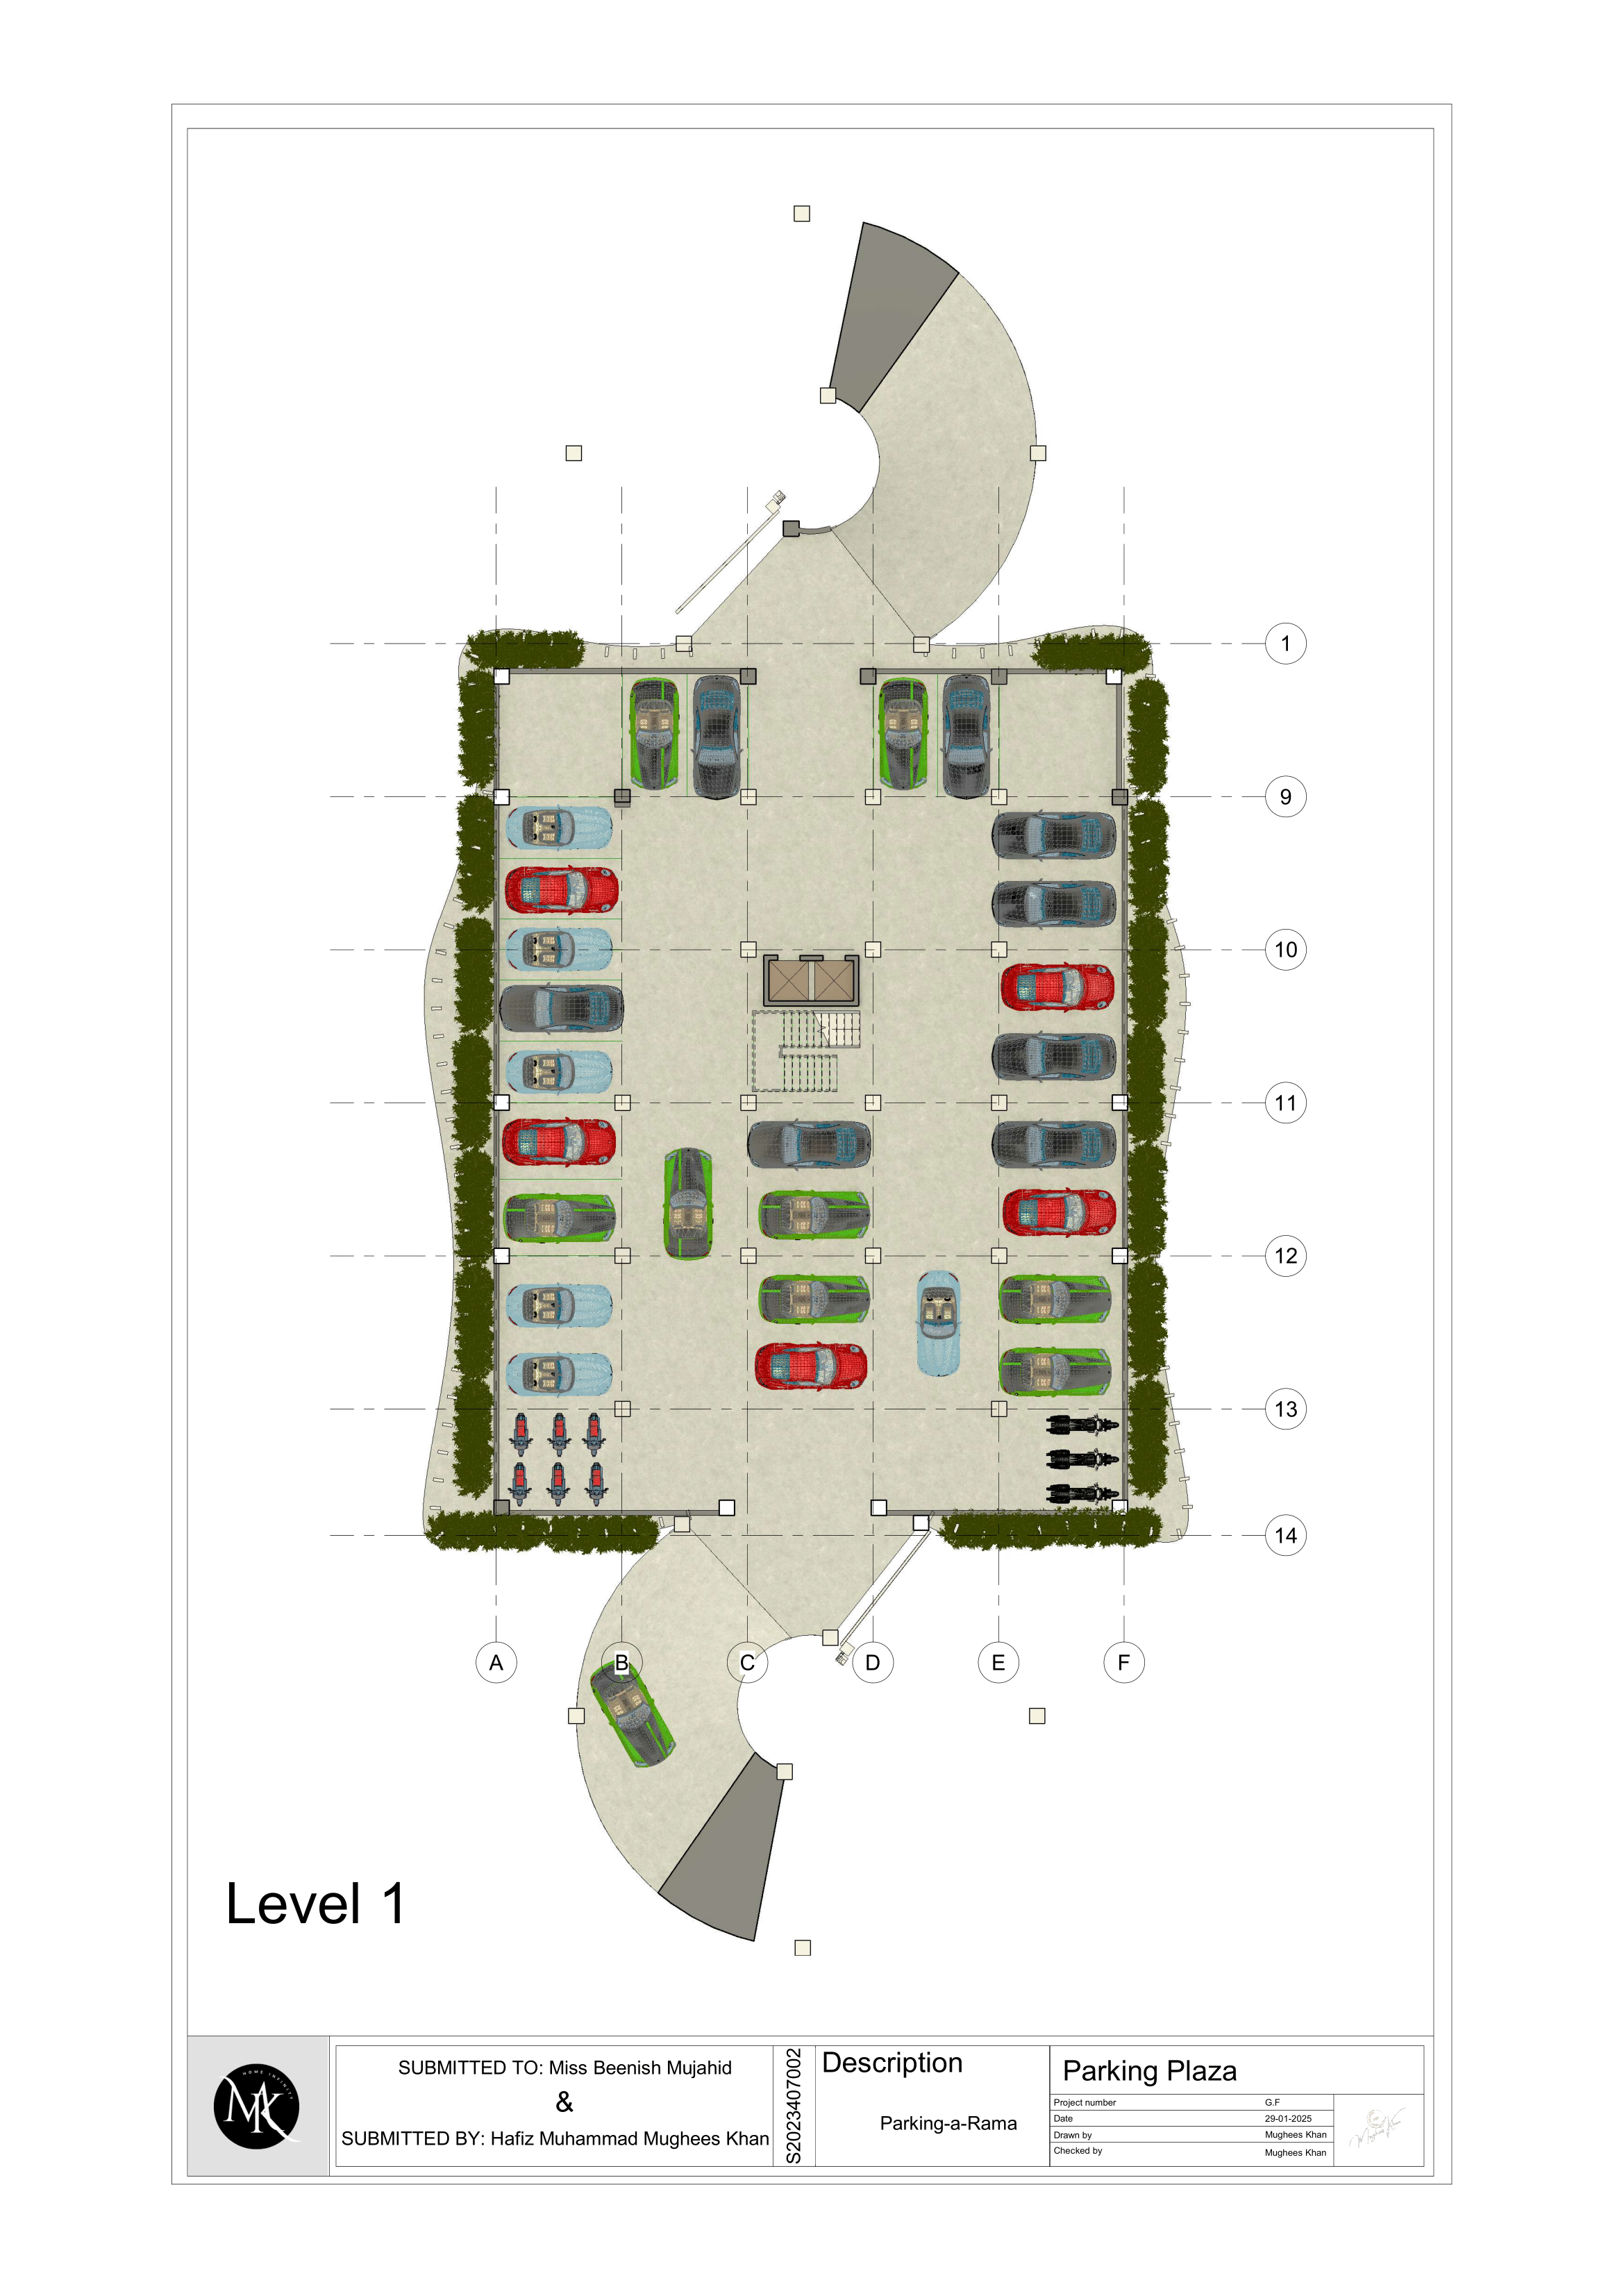 1
9
10
11
12
13
14
A B C D E F
Level 1
HOME INFINITY
MK
SUBMITTED TO: Miss Beenish Mujahid
&
SUBMITTED BY: Hafiz Muhammad Mughees Khan
S2023407002
Description
Parking-a-Rama
Parking Plaza
Project number G.F
Date 29-01-2025
Drawn by Mughees Khan
Checked by Mughees Khan